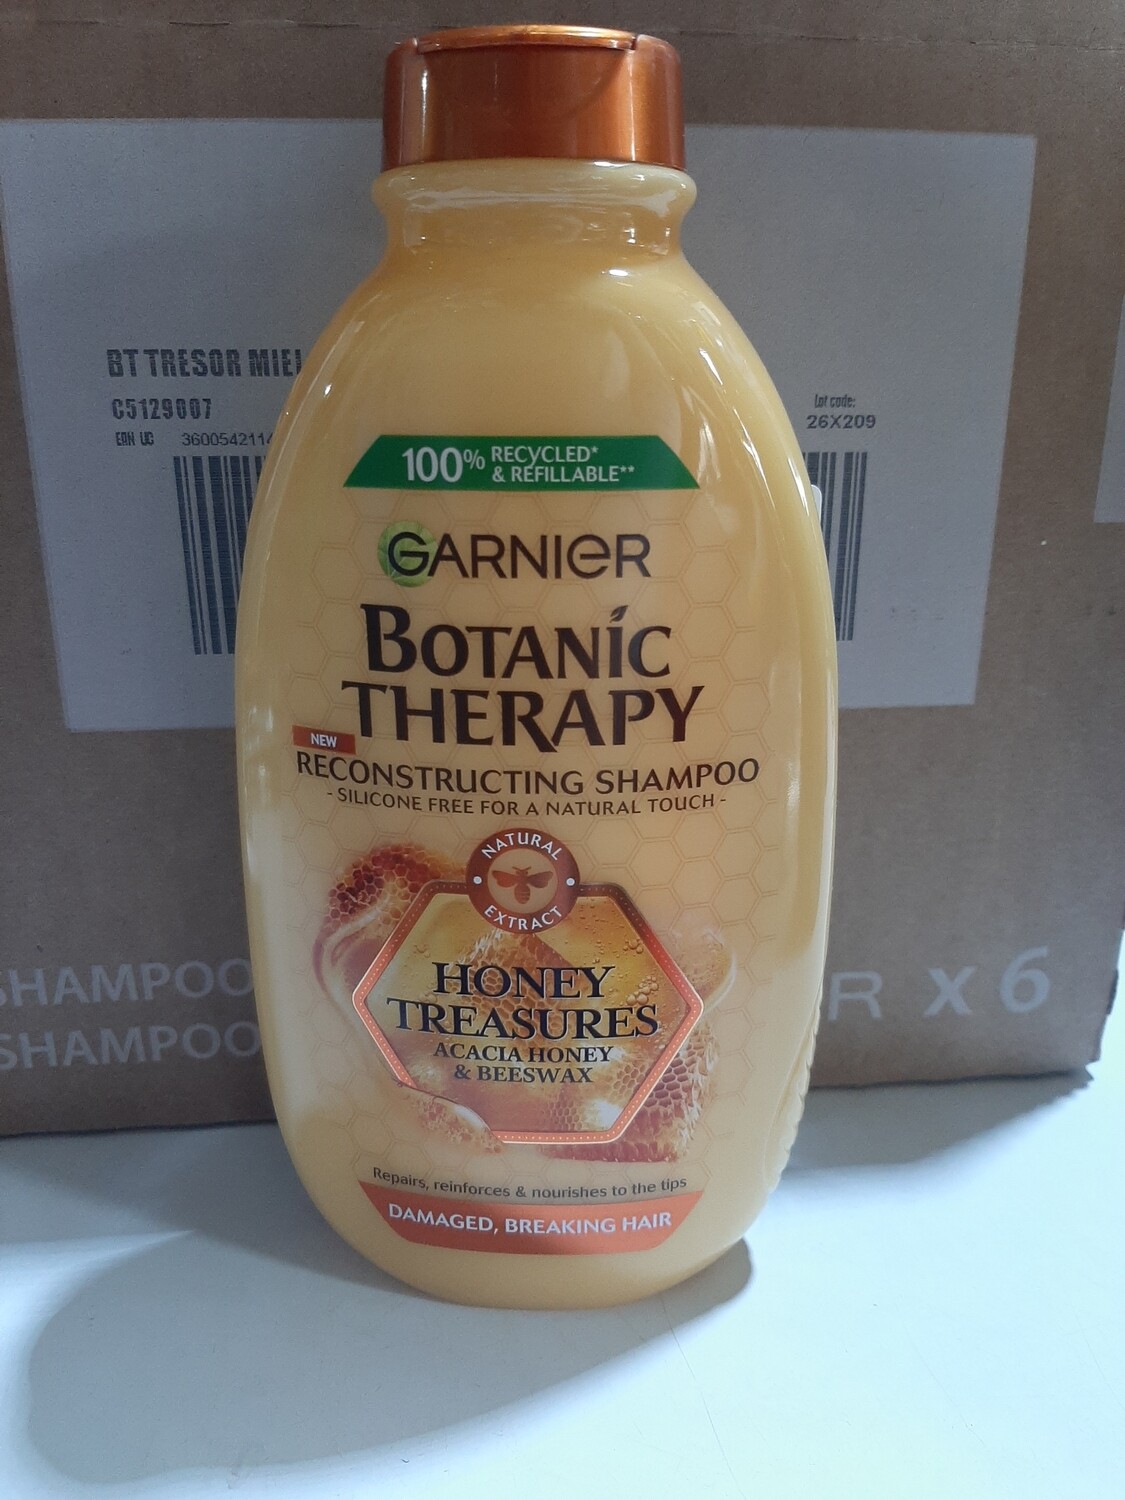 BT TRESOR MIEL
C5129007
EAN UC 3600542114
Lot code:
26X209
100% RECYCLED*
& REFILLABLE**
GARNIER
BOTANIC
THERAPY
NEW
RECONSTRUCTING SHAMPOO
- SILICONE FREE FOR A NATURAL TOUCH -
NATURAL
EXTRACT
HONEY
TREASURES
ACACIA HONEY
& BEESWAX
Repairs, reinforces & nourishes to the tips
DAMAGED, BREAKING HAIR
SHAMPOO
SHAMPOO
R x 6